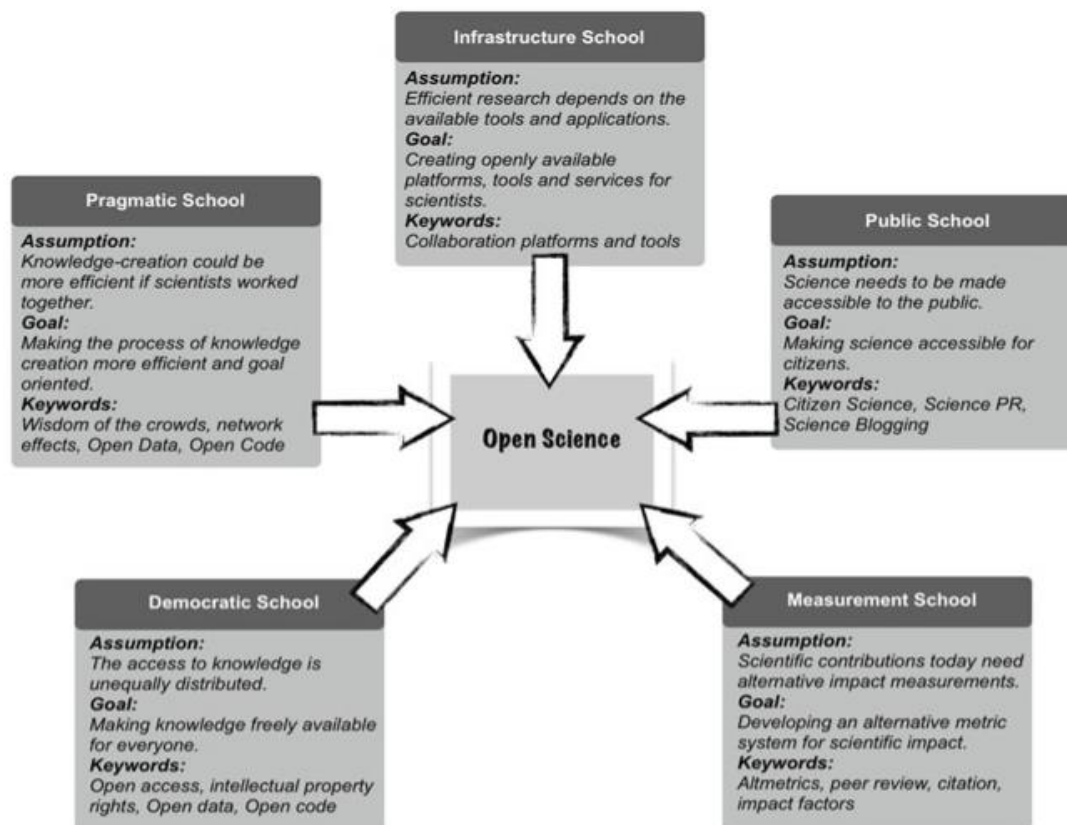 Infrastructure School
Assumption:
Efficient research depends on the
available tools and applications.
Goal:
Creating openly available
platforms, tools and services for
scientists.
Keywords:
Collaboration platforms and tools
Pragmatic School
Assumption:
Knowledge-creation could be
more efficient if scientists worked
together.
Goal:
Making the process of knowledge
creation more efficient and goal
oriented.
Keywords:
Wisdom of the crowds, network
effects, Open Data, Open Code
Public School
Assumption:
Science needs to be made
accessible to the public.
Goal:
Making science accessible for
citizens.
Keywords:
Citizen Science, Science PR,
Science Blogging
Open Science
Democratic School
Assumption:
The access to knowledge is
unequally distributed.
Goal:
Making knowledge freely available
for everyone.
Keywords:
Open access, intellectual property
rights, Open data, Open code
Measurement School
Assumption:
Scientific contributions today need
alternative impact measurements.
Goal:
Developing an alternative metric
system for scientific impact.
Keywords:
Altmetrics, peer review, citation,
impact factors